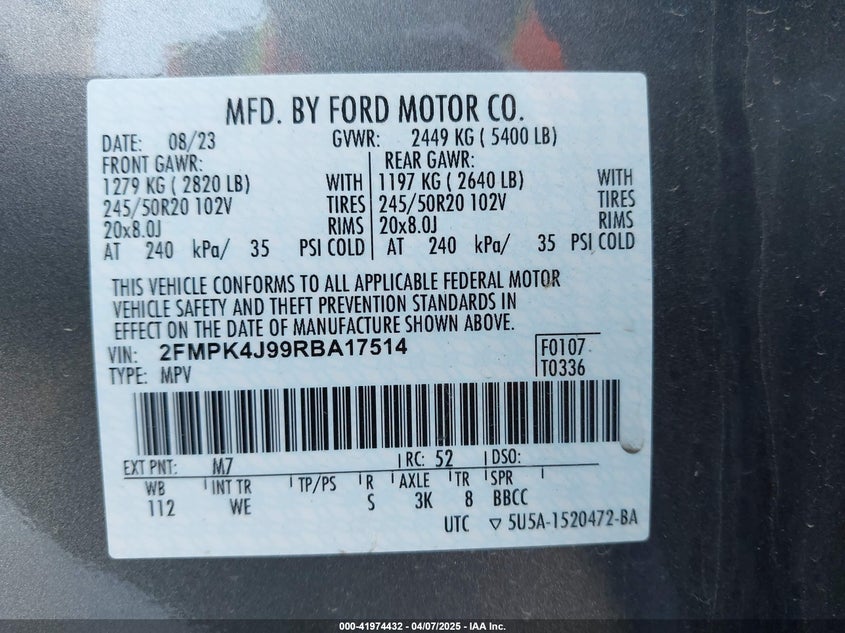 MFD. BY FORD MOTOR CO.
DATE: 08/23 GVWR: 2449 KG ( 5400 LB)
FRONT GAWR: REAR GAWR:
1279 KG ( 2820 LB) WITH 1197 KG ( 2640 LB) WITH
245/50R20 102V TIRES 245/50R20 102V TIRES
20x8.0J RIMS 20x8.0J RIMS
AT 240 kPa/ 35 PSI COLD AT 240 kPa/ 35 PSI COLD
THIS VEHICLE CONFORMS TO ALL APPLICABLE FEDERAL MOTOR
VEHICLE SAFETY AND THEFT PREVENTION STANDARDS IN
EFFECT ON THE DATE OF MANUFACTURE SHOWN ABOVE.
VIN: 2FMPK4J99RBA17514 F0107
TYPE: MPV T0336
EXT PNT: M7 RC: 52 DSO:
WB INT TR TP/PS R AXLE TR SPR
112 WE S 3K 8 BBCC
UTC ▽ 5U5A-1520472-BA
000-41974432 - 04/07/2025 - IAA Inc.